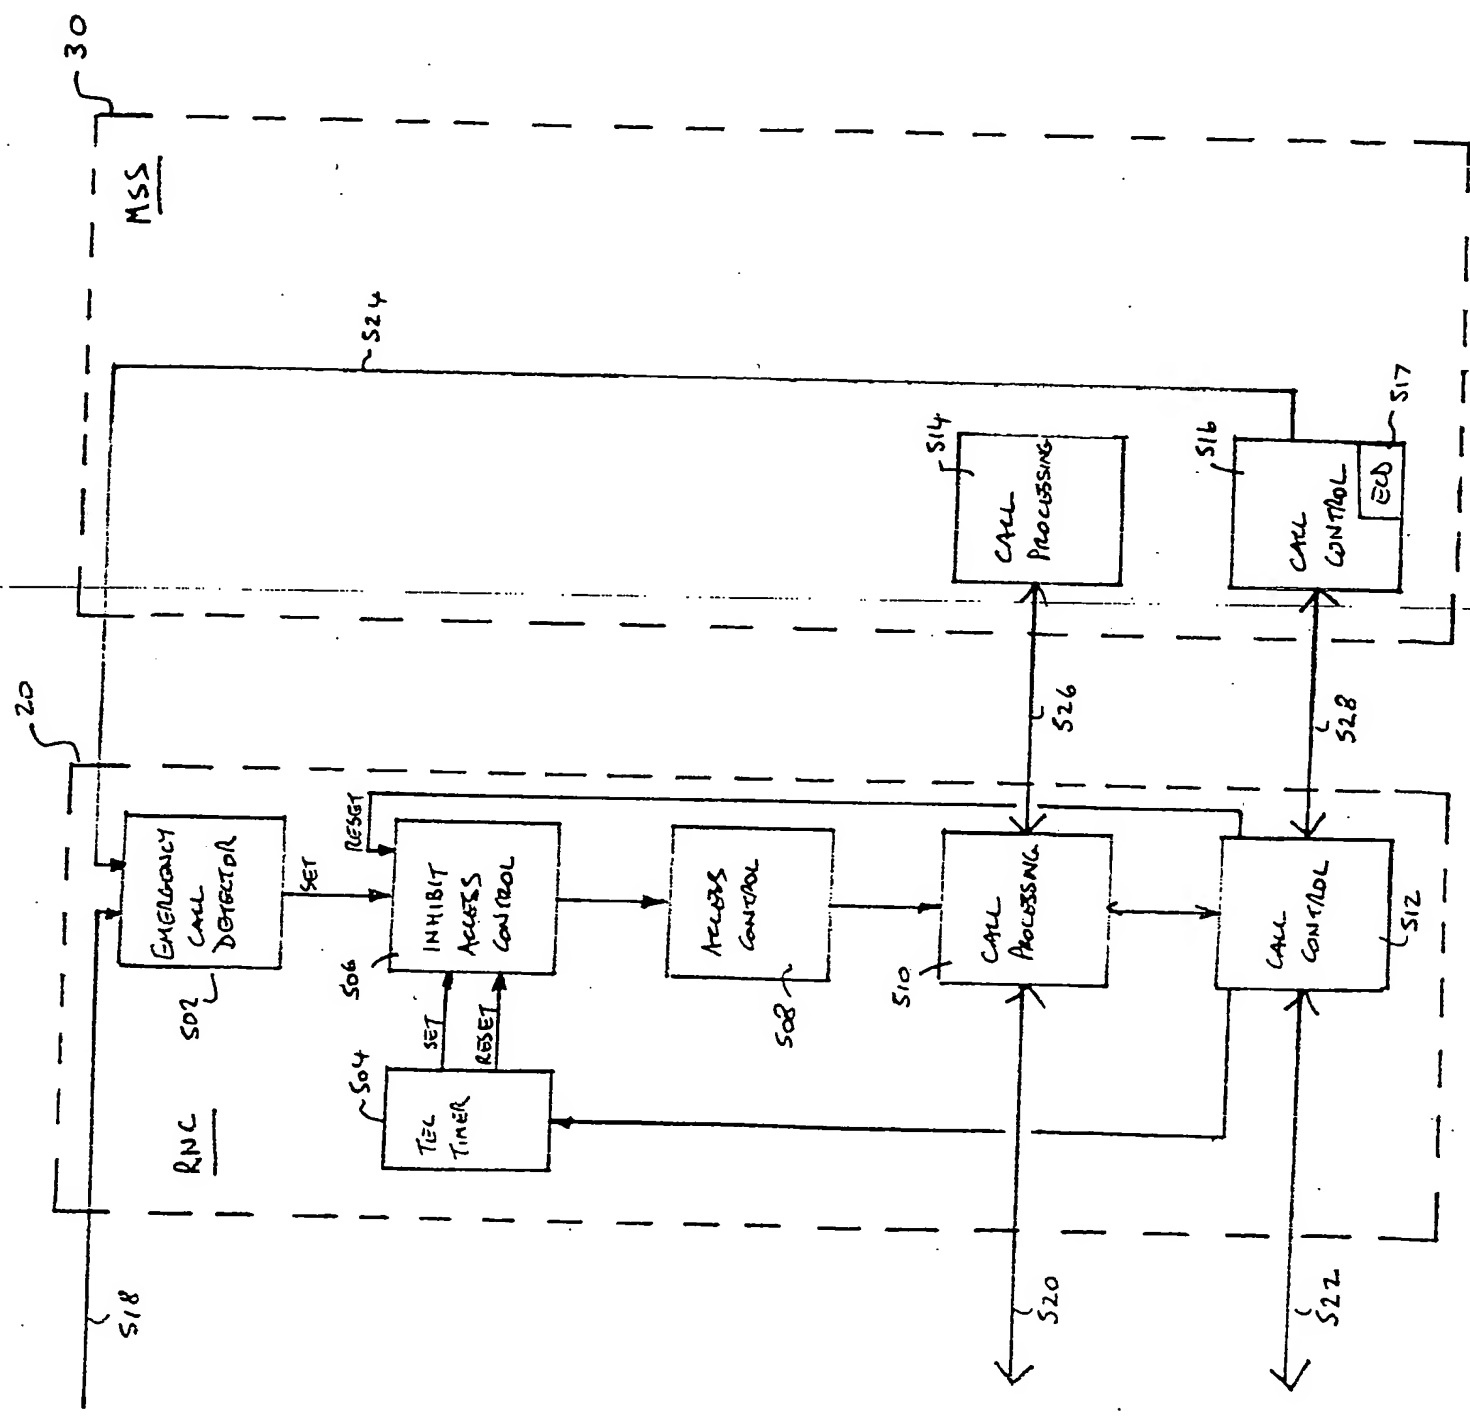 20
30
518
RNC
502
EMERGENCY
CALL
DETECTOR
SET
MSS
524
504
TEC
TIMER
SET
RESET
RESET
506
INHIBIT
ACCESS
CONTROL
508
ACCESS
CONTROL
520
510
CALL
PROCESSING
526
514
CALL
PROCESSING
522
512
CALL
CONTROL
528
516
CALL
CONTROL
ECD
517